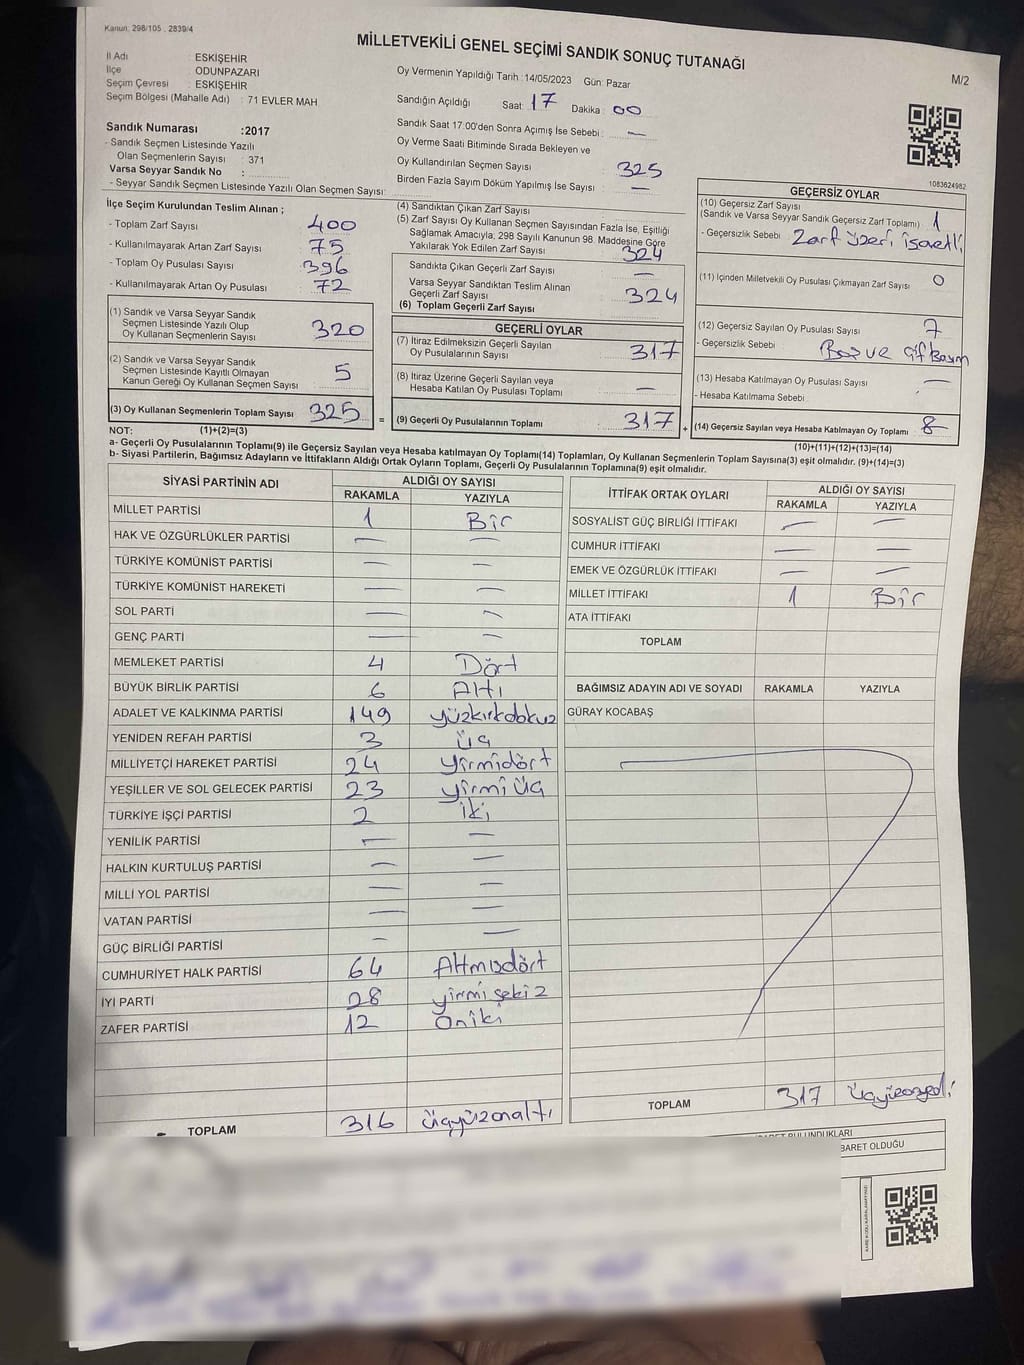 Kanun: 298/105 , 2839/4
MİLLETVEKİLİ GENEL SEÇİMİ SANDIK SONUÇ TUTANAĞI
M/2
İl Adı : ESKİŞEHİR
İlçe : ODUNPAZARI
Seçim Çevresi : ESKİŞEHİR
Seçim Bölgesi (Mahalle Adı) : 71 EVLER MAH
Oy Vermenin Yapıldığı Tarih : 14/05/2023 Gün: Pazar
Sandığın Açıldığı Saat: 17 Dakika : 00
Sandık Saat 17.00'den Sonra Açımış İse Sebebi : —
Oy Verme Saati Bitiminde Sırada Bekleyen ve
Oy Kullandırılan Seçmen Sayısı : 325
Birden Fazla Sayım Döküm Yapılmış İse Sayısı : —
Sandık Numarası :2017
- Sandık Seçmen Listesinde Yazılı
Olan Seçmenlerin Sayısı : 371
Varsa Seyyar Sandık No :
- Seyyar Sandık Seçmen Listesinde Yazılı Olan Seçmen Sayısı:
1083624982
İlçe Seçim Kurulundan Teslim Alınan ;
- Toplam Zarf Sayısı : 400
- Kullanılmayarak Artan Zarf Sayısı : 75
- Toplam Oy Pusulası Sayısı : 396
- Kullanılmayarak Artan Oy Pusulası : 72
(4) Sandıktan Çıkan Zarf Sayısı :
(5) Zarf Sayısı Oy Kullanan Seçmen Sayısından Fazla İse, Eşitliği
Sağlamak Amacıyla, 298 Sayılı Kanunun 98. Maddesine Göre
Yakılarak Yok Edilen Zarf Sayısı : 324
Sandıkta Çıkan Geçerli Zarf Sayısı : —
Varsa Seyyar Sandıktan Teslim Alınan
Geçerli Zarf Sayısı : 324
(6) Toplam Geçerli Zarf Sayısı :
GEÇERSİZ OYLAR
(10) Geçersiz Zarf Sayısı
(Sandık ve Varsa Seyyar Sandık Geçersiz Zarf Toplamı) : 1
- Geçersizlik Sebebi : Zarf üzeri işaretli
(11) İçinden Milletvekili Oy Pusulası Çıkmayan Zarf Sayısı : 0
(12) Geçersiz Sayılan Oy Pusulası Sayısı : 7
- Geçersizlik Sebebi : Boş ve çift basım
(13) Hesaba Katılmayan Oy Pusulası Sayısı : —
- Hesaba Katılmama Sebebi :
(14) Geçersiz Sayılan veya Hesaba Katılmayan Oy Toplamı : 8
(10)+(11)+(12)+(13)=(14)
(1) Sandık ve Varsa Seyyar Sandık
Seçmen Listesinde Yazılı Olup
Oy Kullanan Seçmenlerin Sayısı : 320
(2) Sandık ve Varsa Seyyar Sandık
Seçmen Listesinde Kayıtlı Olmayan
Kanun Gereği Oy Kullanan Seçmen Sayısı : 5
(3) Oy Kullanan Seçmenlerin Toplam Sayısı : 325 =
GEÇERLİ OYLAR
(7) İtiraz Edilmeksizin Geçerli Sayılan
Oy Pusulalarının Sayısı : 317
(8) İtiraz Üzerine Geçerli Sayılan veya
Hesaba Katılan Oy Pusulası Toplamı : —
(9) Geçerli Oy Pusulalarının Toplamı : 317 +
NOT: (1)+(2)=(3)
a- Geçerli Oy Pusulalarının Toplamı(9) ile Geçersiz Sayılan veya Hesaba katılmayan Oy Toplamı(14) Toplamları, Oy Kullanan Seçmenlerin Toplam Sayısına(3) eşit olmalıdır. (9)+(14)=(3)
b- Siyasi Partilerin, Bağımsız Adayların ve İttifakların Aldığı Ortak Oyların Toplamı, Geçerli Oy Pusulalarının Toplamına(9) eşit olmalıdır.
SİYASİ PARTİNİN ADI ALDIĞI OY SAYISI
RAKAMLA YAZIYLA
MİLLET PARTİSİ 1 Bir
HAK VE ÖZGÜRLÜKLER PARTİSİ — —
TÜRKİYE KOMÜNİST PARTİSİ — —
TÜRKİYE KOMÜNİST HAREKETİ — —
SOL PARTİ — —
GENÇ PARTİ — —
MEMLEKET PARTİSİ 4 Dört
BÜYÜK BİRLİK PARTİSİ 6 Altı
ADALET VE KALKINMA PARTİSİ 149 yüzkırkdokuz
YENİDEN REFAH PARTİSİ 3 üç
MİLLİYETÇİ HAREKET PARTİSİ 24 yirmidört
YEŞİLLER VE SOL GELECEK PARTİSİ 23 yirmi üç
TÜRKİYE İŞÇİ PARTİSİ 2 iki
YENİLİK PARTİSİ — —
HALKIN KURTULUŞ PARTİSİ — —
MİLLİ YOL PARTİSİ — —
VATAN PARTİSİ — —
GÜÇ BİRLİĞİ PARTİSİ — —
CUMHURİYET HALK PARTİSİ 64 Altmışdört
İYİ PARTİ 28 yirmi sekiz
ZAFER PARTİSİ 12 Oniki
TOPLAM 316 üçyüzonaltı
İTTİFAK ORTAK OYLARI ALDIĞI OY SAYISI
RAKAMLA YAZIYLA
SOSYALİST GÜÇ BİRLİĞİ İTTİFAKI — —
CUMHUR İTTİFAKI — —
EMEK VE ÖZGÜRLÜK İTTİFAKI — —
MİLLET İTTİFAKI 1 Bir
ATA İTTİFAKI
TOPLAM
BAĞIMSIZ ADAYIN ADI VE SOYADI RAKAMLA YAZIYLA
GÜRAY KOCABAŞ
TOPLAM 317 üçyüzonyedi
BULUNDUKLARI
BARET OLDUĞU